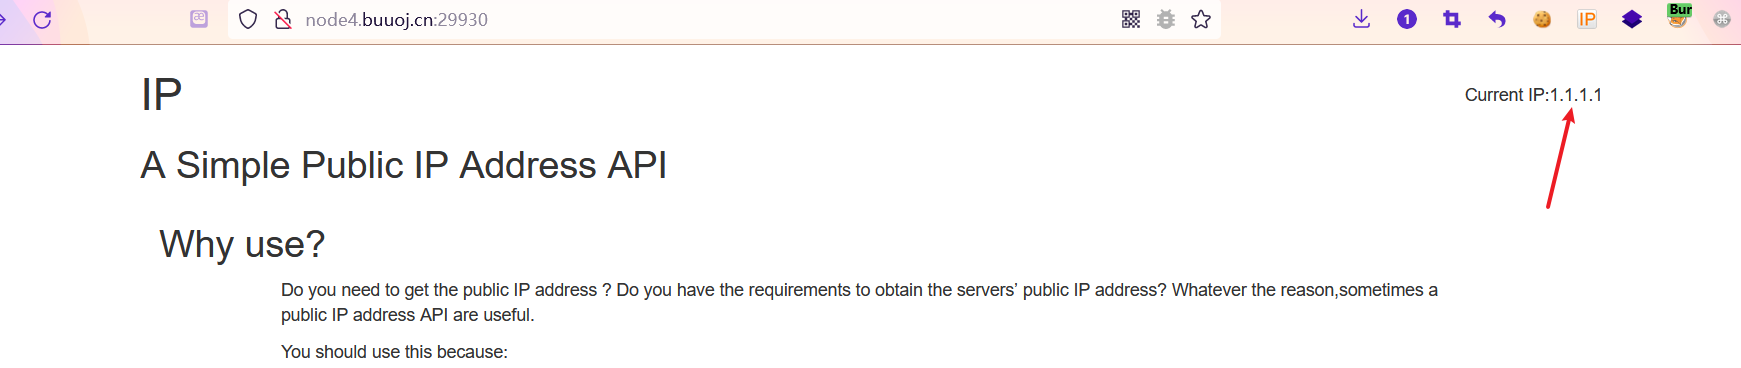 node4.buuoj.cn:29930
1
IP
Bur
IP
Current IP:1.1.1.1
A Simple Public IP Address API
Why use?
Do you need to get the public IP address ? Do you have the requirements to obtain the servers’ public IP address? Whatever the reason,sometimes a
public IP address API are useful.
You should use this because: